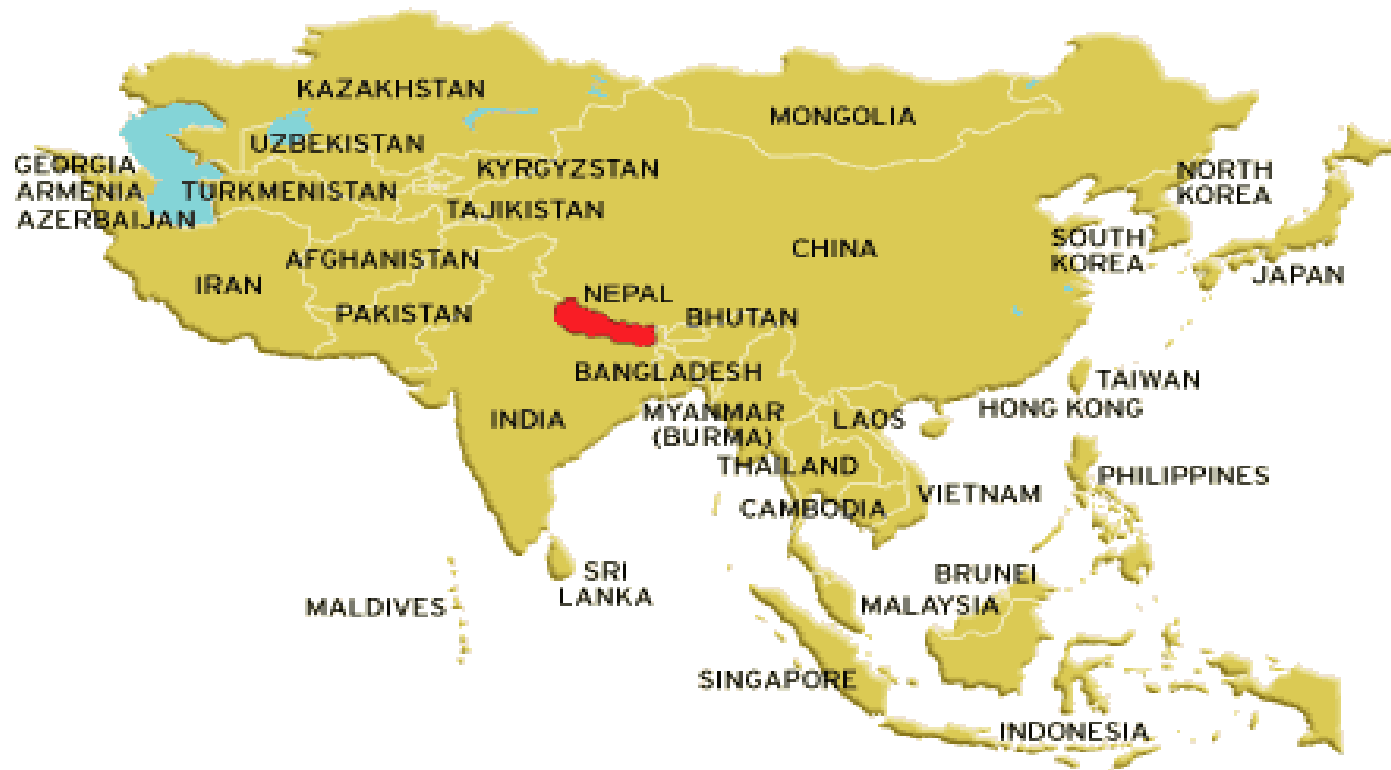 KAZAKHSTAN
MONGOLIA
UZBEKISTAN
GEORGIA
ARMENIA
AZERBAIJAN
TURKMENISTAN
KYRGYZSTAN
TAJIKISTAN
NORTH
KOREA
SOUTH
KOREA
JAPAN
CHINA
AFGHANISTAN
IRAN
PAKISTAN
NEPAL
BHUTAN
BANGLADESH
INDIA
MYANMAR
(BURMA)
LAOS
TAIWAN
HONG KONG
THAILAND
CAMBODIA
VIETNAM
PHILIPPINES
SRI
LANKA
MALDIVES
BRUNEI
MALAYSIA
SINGAPORE
INDONESIA